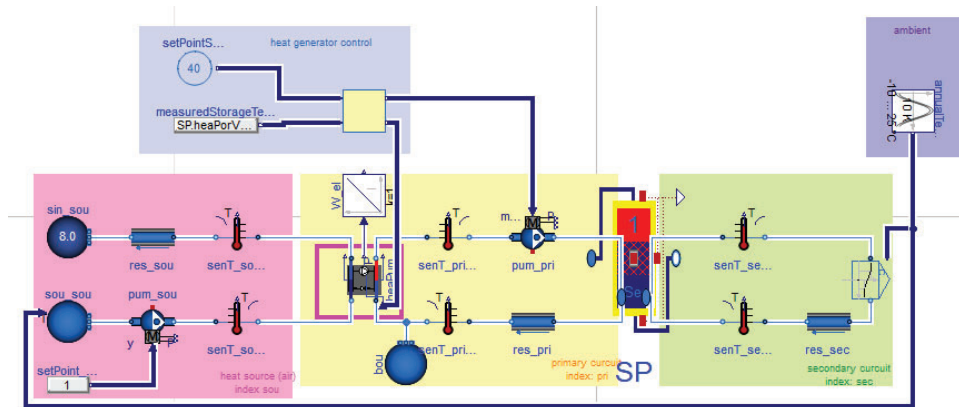 setPointS...
heat generator control
40
measuredStorageTe...
SP.heaPorV...
ambient
annualTe...
10 K
-10 ... 25 °C
W_el
sin_sou
8.0
T
res_sou
senT_so...
T
senT_pri...
m...
P
M
pum_pri
1
T
senT_se...
heaPum
sou_sou
pum_sou
T
y
P
M
senT_so...
T
senT_pri...
res_pri
Se
T
senT_se...
res_sec
bou
setPoint_...
1
heat source (air)
index sou
primary curcuit
index: pri
SP
secondary curcuit
index: sec